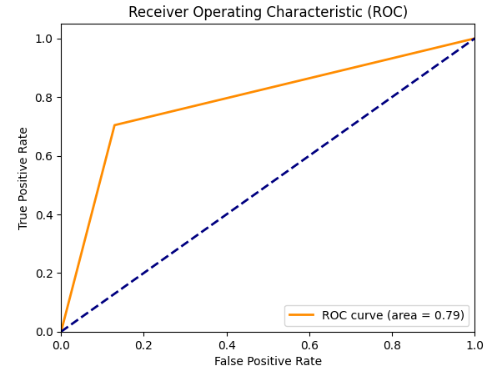 Receiver Operating Characteristic (ROC)
1.0
0.8
0.6
0.4
0.2
0.0
True Positive Rate
ROC curve (area = 0.79)
0.0 0.2 0.4 0.6 0.8 1.0
False Positive Rate